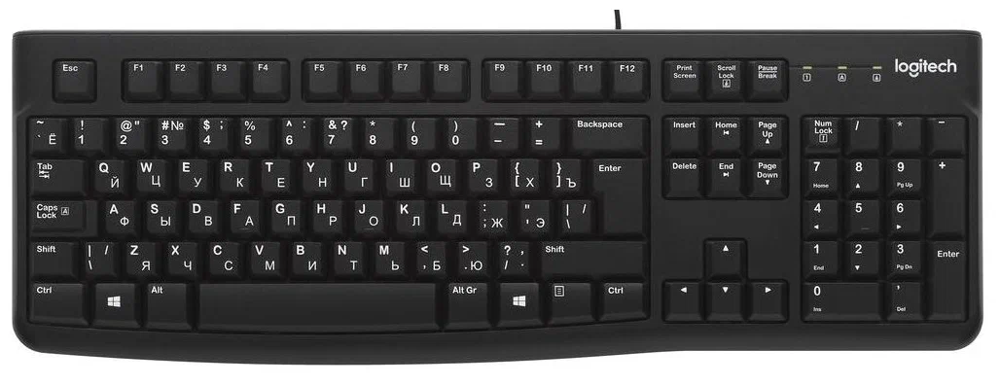 Esc F1 F2 F3 F4 F5 F6 F7 F8 F9 F10 F11 F12 Print Screen Scroll Lock Pause Break 1 A logitech
~ ` Ё ! 1 @ " 2 # № 3 $ ; 4 % 5 ^ : 6 & ? 7 * 8 ( 9 ) 0 — – + = Backspace Insert Home Page Up Num Lock 1 / * –
Tab Q Й W Ц E У R К T Е Y Н U Г I Ш O Щ P З { [ Х } ] Ъ Enter Delete End Page Down 7 Home 8 9 Pg Up +
Caps Lock A A Ф S Ы D В F А G П H Р J О K Л L Д : ; Ж " ' Э | / \ 4 5 6
Shift | / \ Z Я X Ч C С V М B И N Т M Ь < , Б > . Ю ? , / . Shift 1 End 2 3 Pg Dn Enter
Ctrl Alt Alt Gr Ctrl 0 Ins , Del